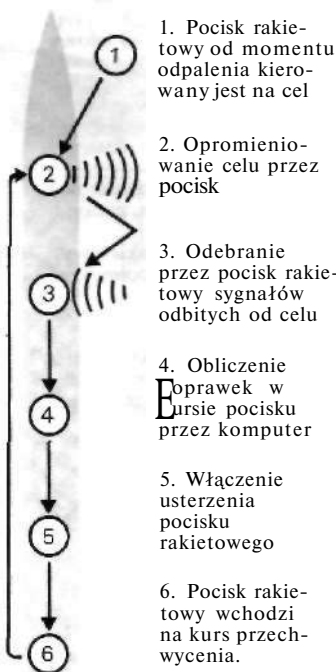 1
1. Pocisk rakie-
towy od momentu
odpalenia kiero-
wany jest na cel
2
2. Opromienio-
wanie celu przez
pocisk
3
3. Odebranie
przez pocisk rakie-
towy sygnałów
odbitych od celu
4
4. Obliczenie
Eoprawek w
ursie pocisku
przez komputer
5
5. Włączenie
usterzenia
pocisku
rakietowego
6
6. Pocisk rakie-
towy wchodzi
na kurs przech-
wycenia.